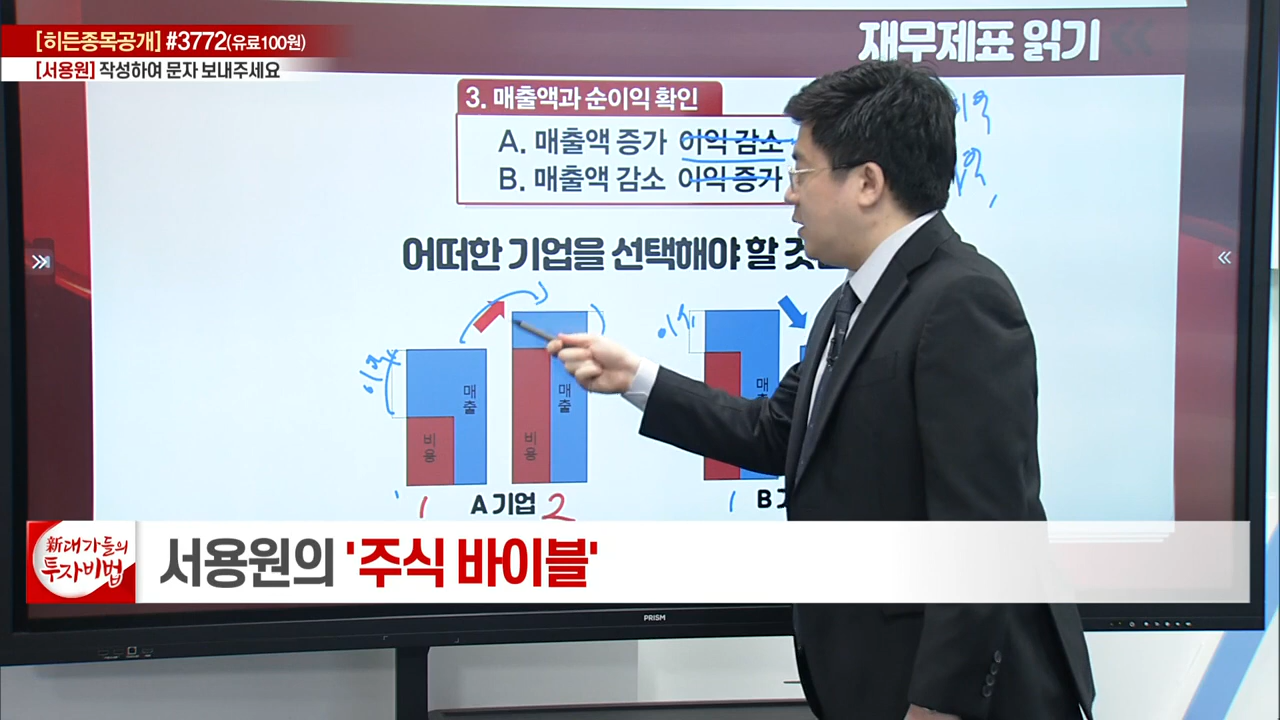 [히든종목공개] #3772(유료100원)
[서용원] 작성하여 문자 보내주세요
재무제표 읽기
3. 매출액과 순이익 확인
A. 매출액 증가 이익 감소
B. 매출액 감소 이익 증가
어떠한 기업을 선택해야 할
이익
매출
비용
매출
비용
1
A 기업
2
1
B
新대가들의
투자비법
서용원의 '주식 바이블'
PRISM